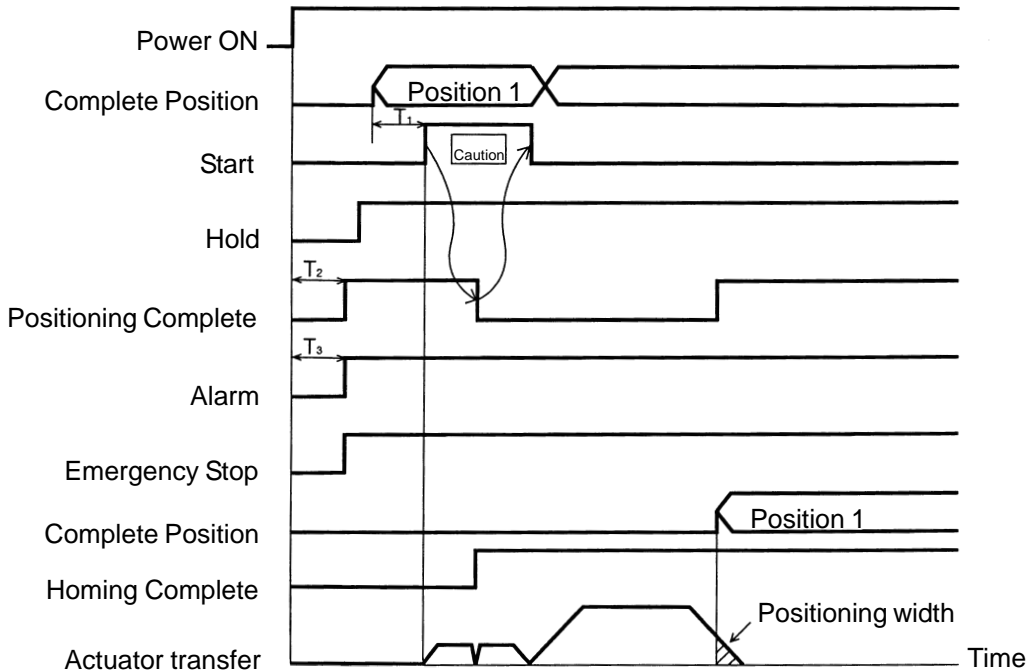 Power ON
Complete Position
Position 1
T₁
Start
Caution
Hold
T₂
Positioning Complete
T₃
Alarm
Emergency Stop
Complete Position
Position 1
Homing Complete
Positioning width
Actuator transfer
Time